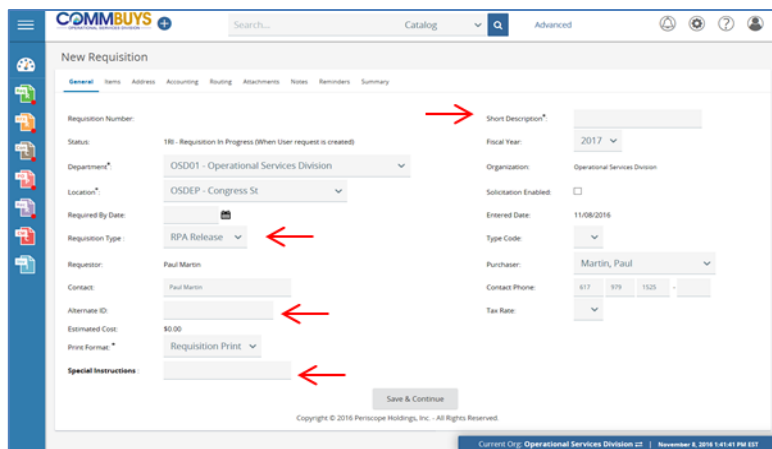 COMMBUYS
OPERATIONAL SERVICES DIVISION
Search...
Catalog
Advanced
New Requisition
General Items Address Accounting Routing Attachments Notes Reminders Summary
Requisition Number:
Short Description*:
Status: 1RI - Requisition In Progress (When User request is created)
Fiscal Year: 2017
Department*: OSD01 - Operational Services Division
Organization: Operational Services Division
Location*: OSDEP - Congress St
Solicitation Enabled:
Required By Date:
Entered Date: 11/08/2016
Requisition Type : RPA Release
Type Code:
Requestor: Paul Martin
Purchaser: Martin, Paul
Contact: Paul Martin
Contact Phone: 617 979 1525 -
Alternate ID:
Tax Rate:
Estimated Cost: $0.00
Print Format: * Requisition Print
Special Instructions :
Save & Continue
Copyright © 2016 Periscope Holdings, Inc. - All Rights Reserved.
Current Org: Operational Services Division | November 8, 2016 1:41:41 PM EST